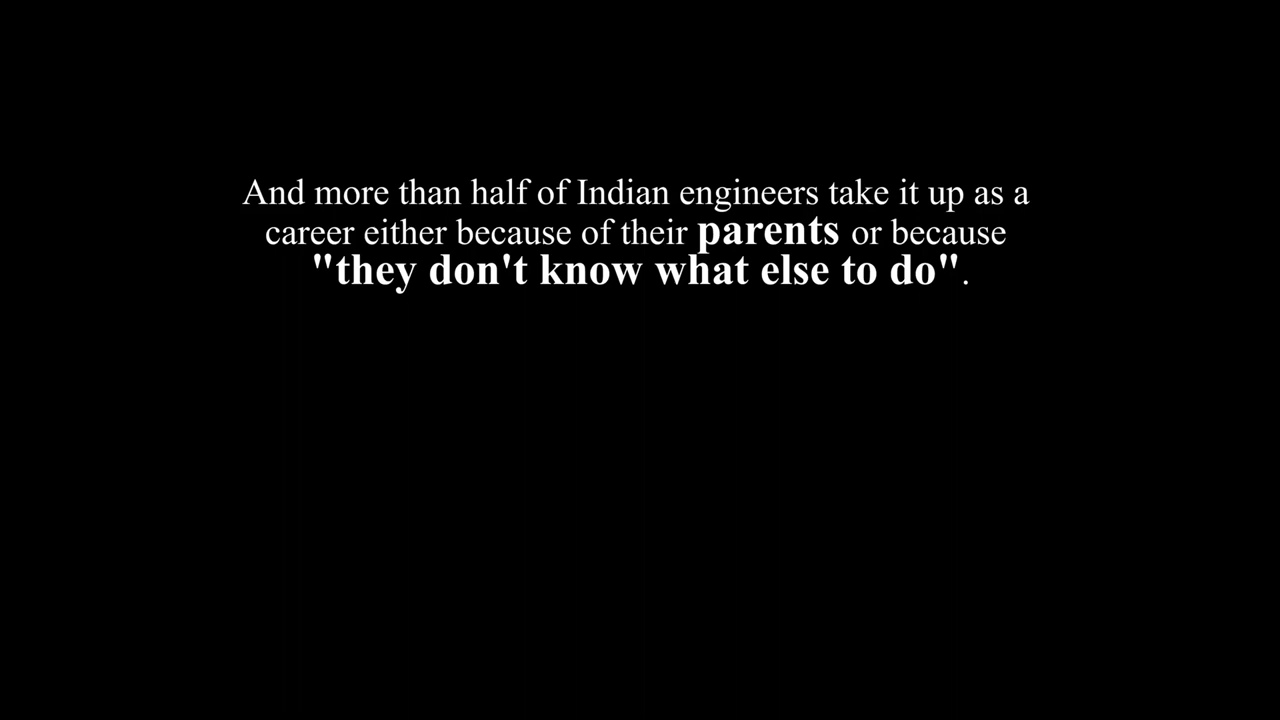 And more than half of Indian engineers take it up as a
career either because of their parents or because
"they don't know what else to do".